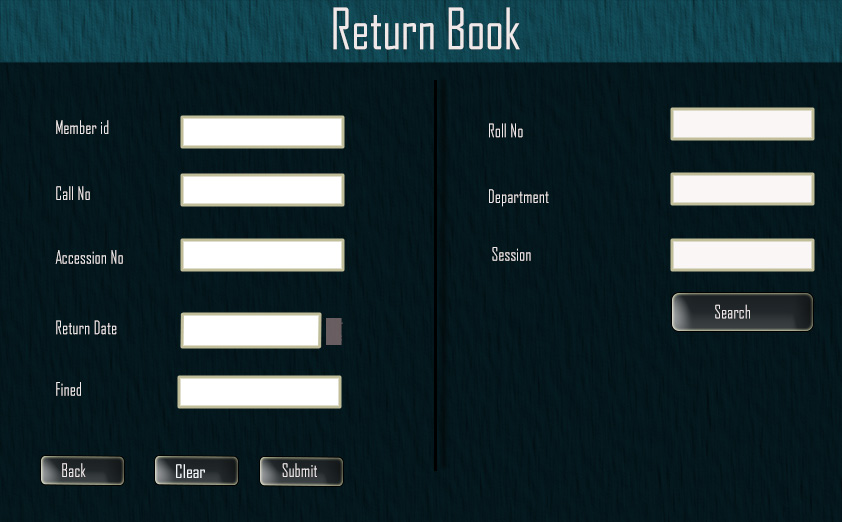 Return Book
Member id
Call No
Accession No
Return Date
Fined
Back
Clear
Submit
Roll No
Department
Session
Search